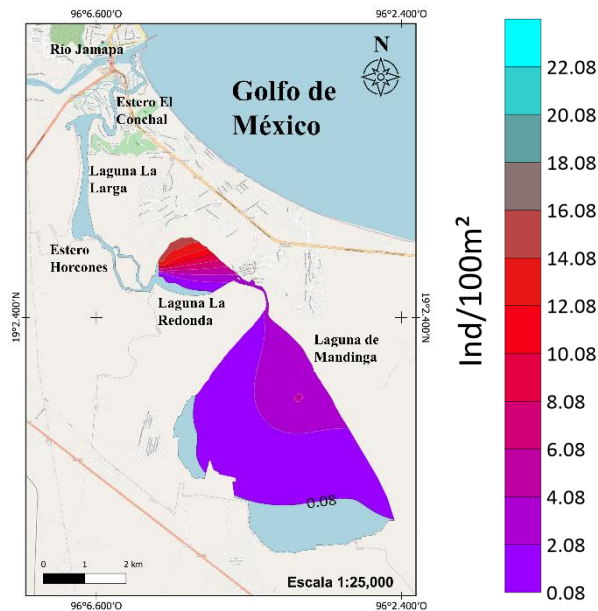 96°6.600'O
96°2.400'O
Río Jamapa
N
Estero El
Conchal
Golfo de
México
Laguna La
Larga
Estero
Horcones
Laguna La
Redonda
Laguna de
Mandinga
19°2.400'N
19°2.400'N
0.08
0
1
2 km
Escala 1:25,000
96°6.600'O
96°2.400'O
Ind/100m²
22.08
20.08
18.08
16.08
14.08
12.08
10.08
8.08
6.08
4.08
2.08
0.08